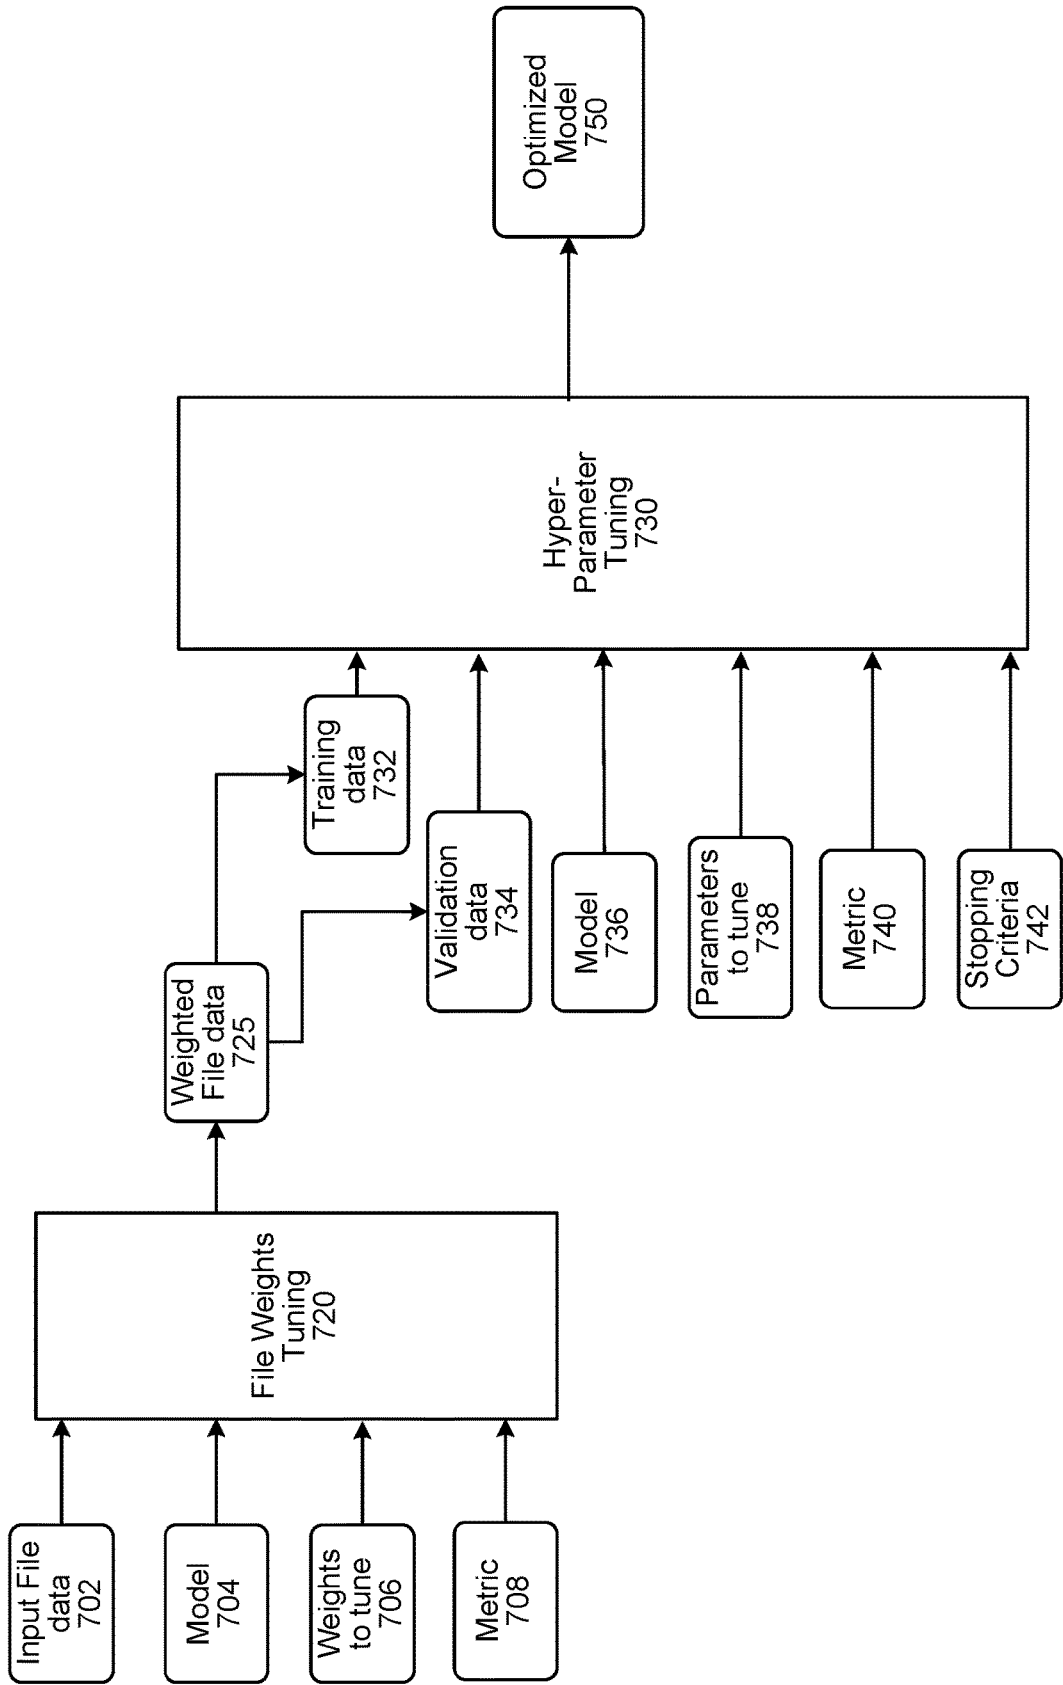 Input File
data
702
Model
704
Weights
to tune
706
Metric
708
File Weights
Tuning
720
Weighted
File data
725
Training
data
732
Validation
data
734
Model
736
Parameters
to tune
738
Metric
740
Stopping
Criteria
742
Hyper-
Parameter
Tuning
730
Optimized
Model
750